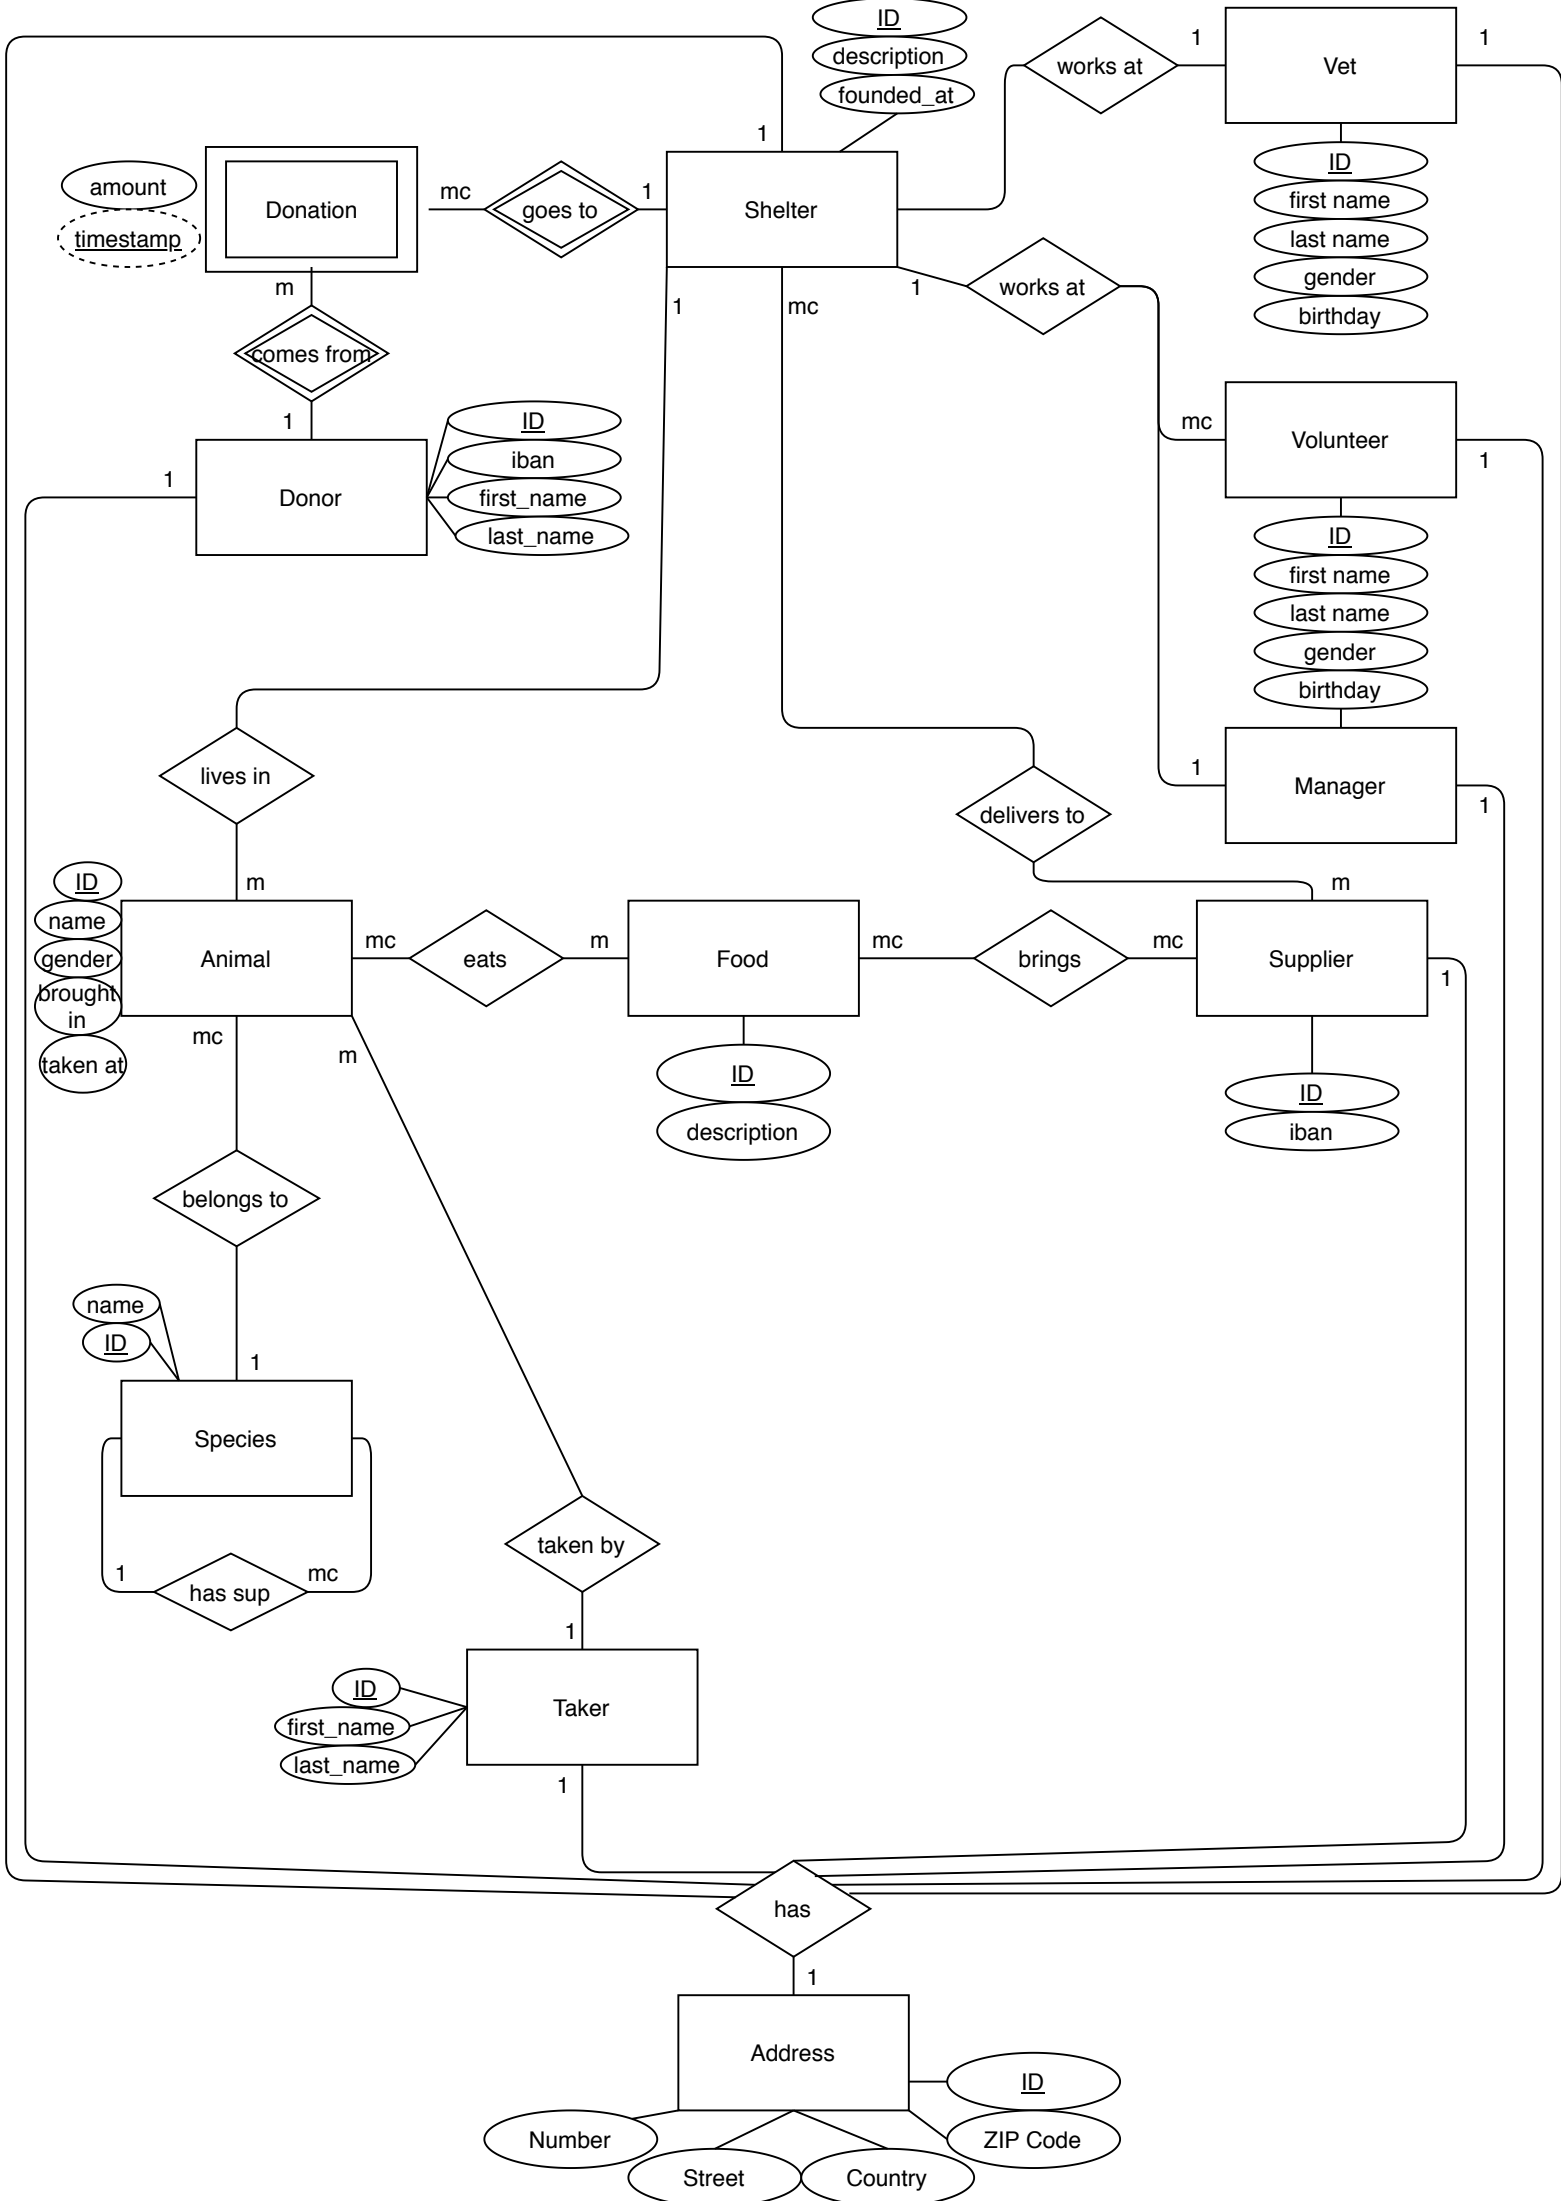 ID
description
founded_at
works at
1
Vet
1
1
ID
first name
last name
gender
birthday
amount
timestamp
Donation
mc
goes to
1
Shelter
m
comes from
1
1
mc
1
works at
1
Donor
ID
iban
first_name
last_name
mc
Volunteer
1
ID
first name
last name
gender
birthday
1
Manager
1
lives in
delivers to
m
m
ID
name
gender
brought
in
taken at
Animal
mc
eats
m
Food
mc
brings
mc
Supplier
1
mc
m
ID
description
ID
iban
belongs to
name
ID
1
Species
1
has sup
mc
taken by
1
ID
first_name
last_name
Taker
1
has
1
Address
ID
Number
ZIP Code
Street
Country